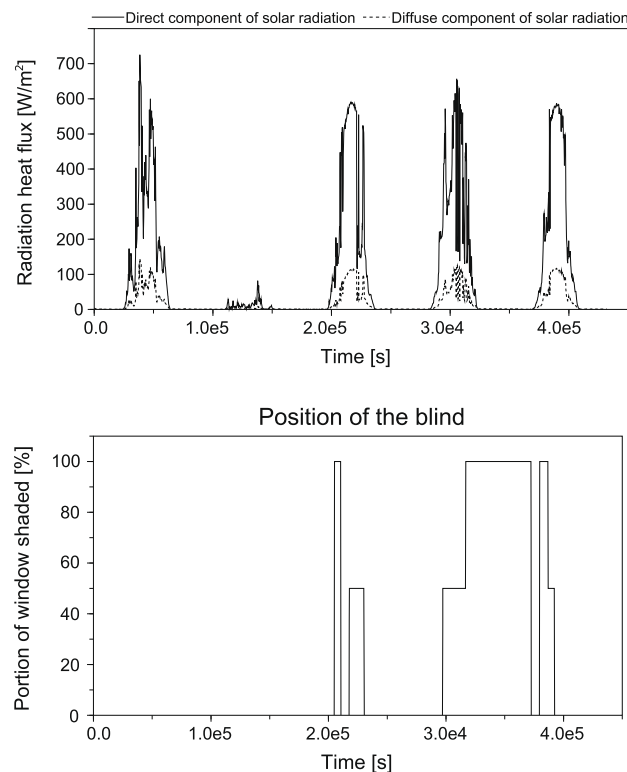 Direct component of solar radiation Diffuse component of solar radiation
800
700
600
500
400
300
200
100
0
Radiation heat flux [W/m²]
0.0 1.0e5 2.0e5 3.0e4 4.0e5
Time [s]
Position of the blind
100
80
60
40
20
0
Portion of window shaded [%]
0.0 1.0e5 2.0e5 3.0e4 4.0e5
Time [s]